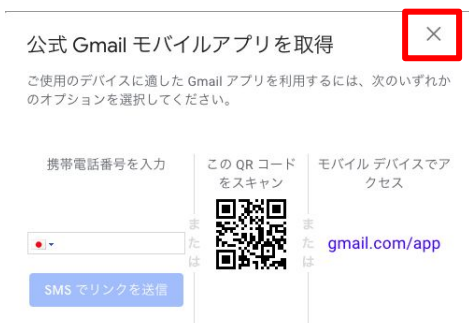 公式 Gmail モバイルアプリを取得
ご使用のデバイスに適した Gmail アプリを利用するには、次のいずれか
のオプションを選択してください。
携帯電話番号を入力
SMS でリンクを送信
または
この QR コード
をスキャン
または
モバイル デバイスでア
クセス
gmail.com/app